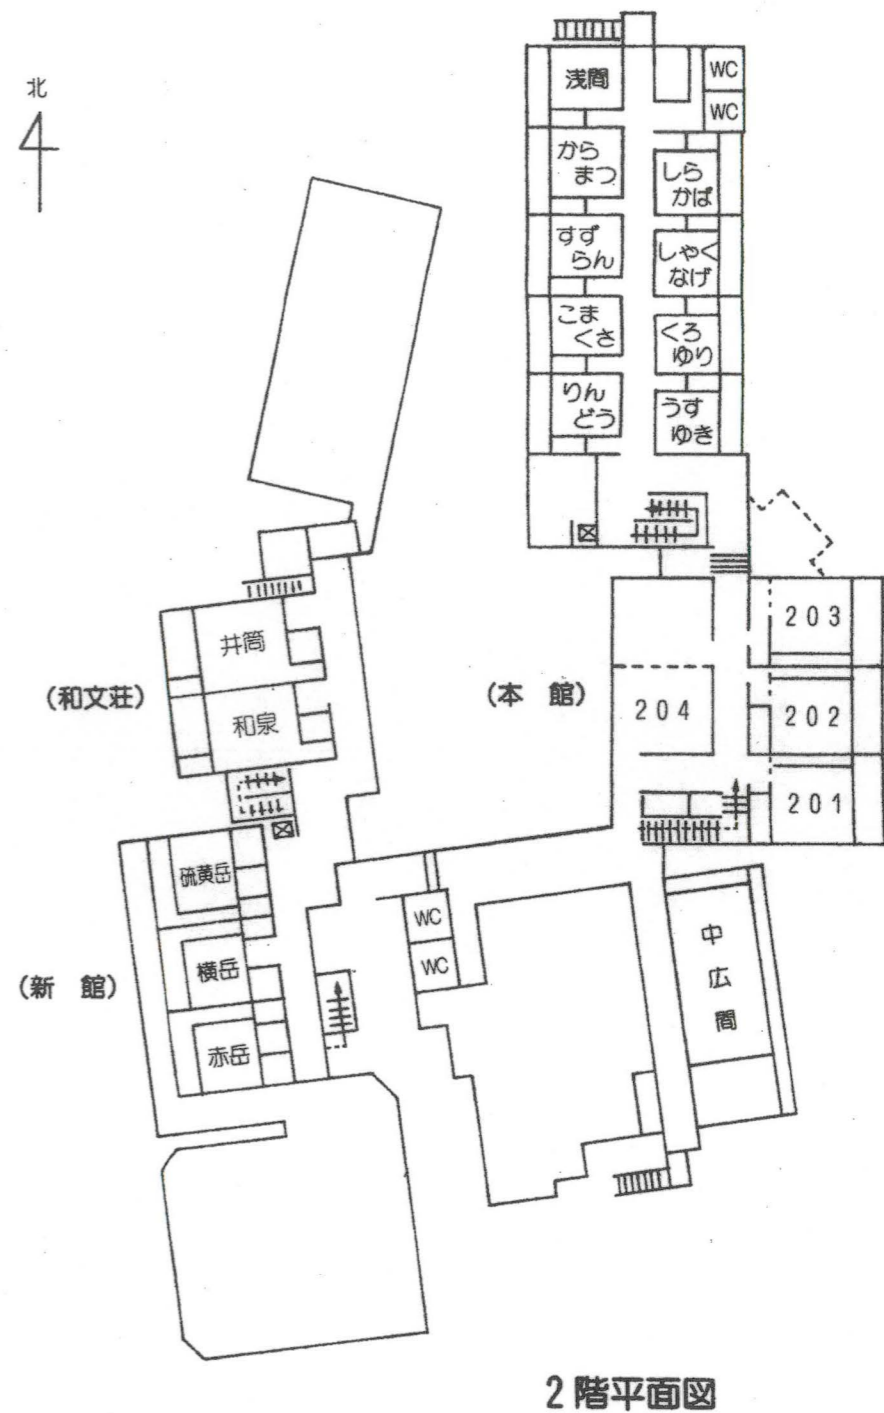 北
浅間
WC
WC
から
まつ
しら
かば
すず
らん
しゃく
なげ
こま
くさ
くろ
ゆり
りん
どう
うす
ゆき
203
井筒
(和文荘)
和泉
(本 館)
204
202
201
硫黄岳
WC
中広間
横岳
WC
(新 館)
赤岳
2階平面図